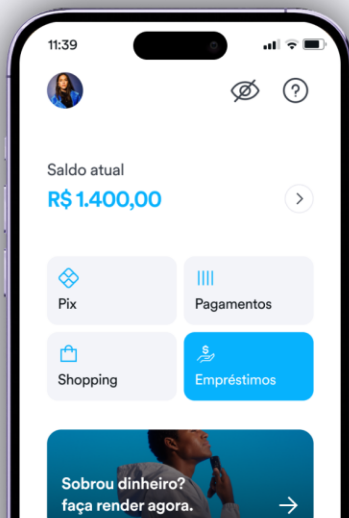 11:39
Saldo atual
R$ 1.400,00
Pix
Pagamentos
Shopping
Empréstimos
Sobrou dinheiro?
faça render agora.